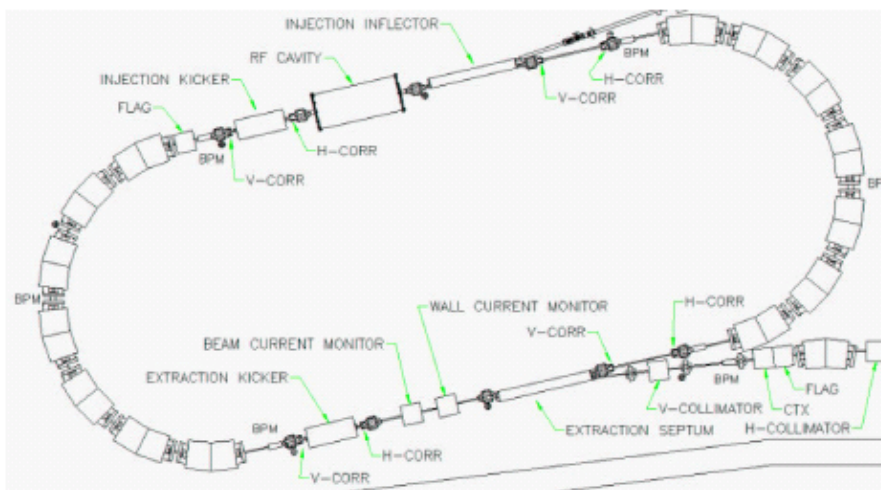 INJECTION INFLECTOR
RF CAVITY
BPM
INJECTION KICKER
H-CORR
FLAG
V-CORR
BPM
H-CORR
V-CORR
BPM
WALL CURRENT MONITOR
H-CORR
V-CORR
BEAM CURRENT MONITOR
EXTRACTION KICKER
BPM
FLAG
V-COLLIMATOR
CTX
BPM
EXTRACTION SEPTUM
H-COLLIMATOR
H-CORR
V-CORR